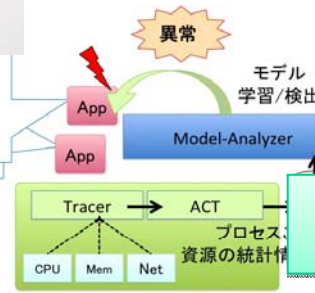 異常
モデル
学習/検出
App
Model-Analyzer
App
Tracer
ACT
プロセス
資源の統計情
CPU
Mem
Net